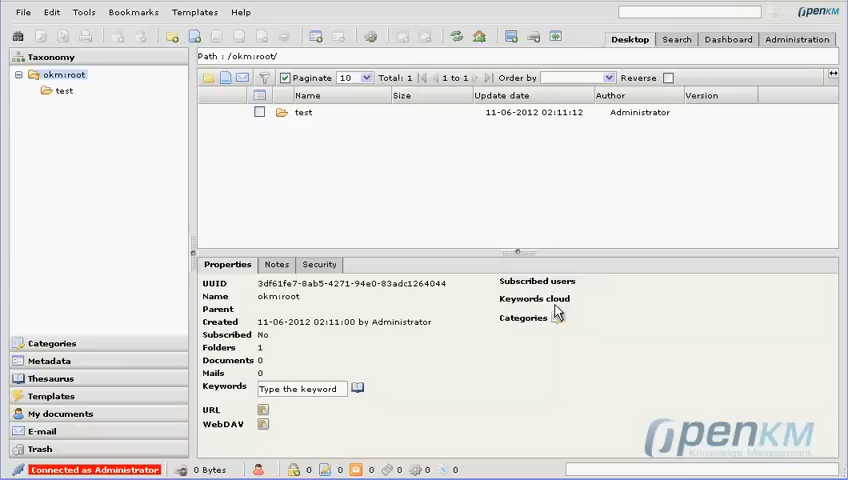 File Edit Tools Bookmarks Templates Help
OPENKM
Desktop Search Dashboard Administration
Taxonomy
Path : /okm:root/
okm:root
test
Paginate 10 Total: 1 1 to 1 Order by Reverse
Name Size Update date Author Version
test 11-06-2012 02:11:12 Administrator
Properties Notes Security
UUID 3df61fe7-8ab5-4271-94e0-83adc1264044
Name okm:root
Parent
Created 11-06-2012 02:11:00 by Administrator
Subscribed No
Folders 1
Documents 0
Mails 0
Keywords Type the keyword
URL
WebDAV
Subscribed users
Keywords cloud
Categories
Categories
Metadata
Thesaurus
Templates
My documents
E-mail
Trash
OPENKM
Knowledge Management
Connected as Administrator 0 Bytes 0 0 0 0 0 0